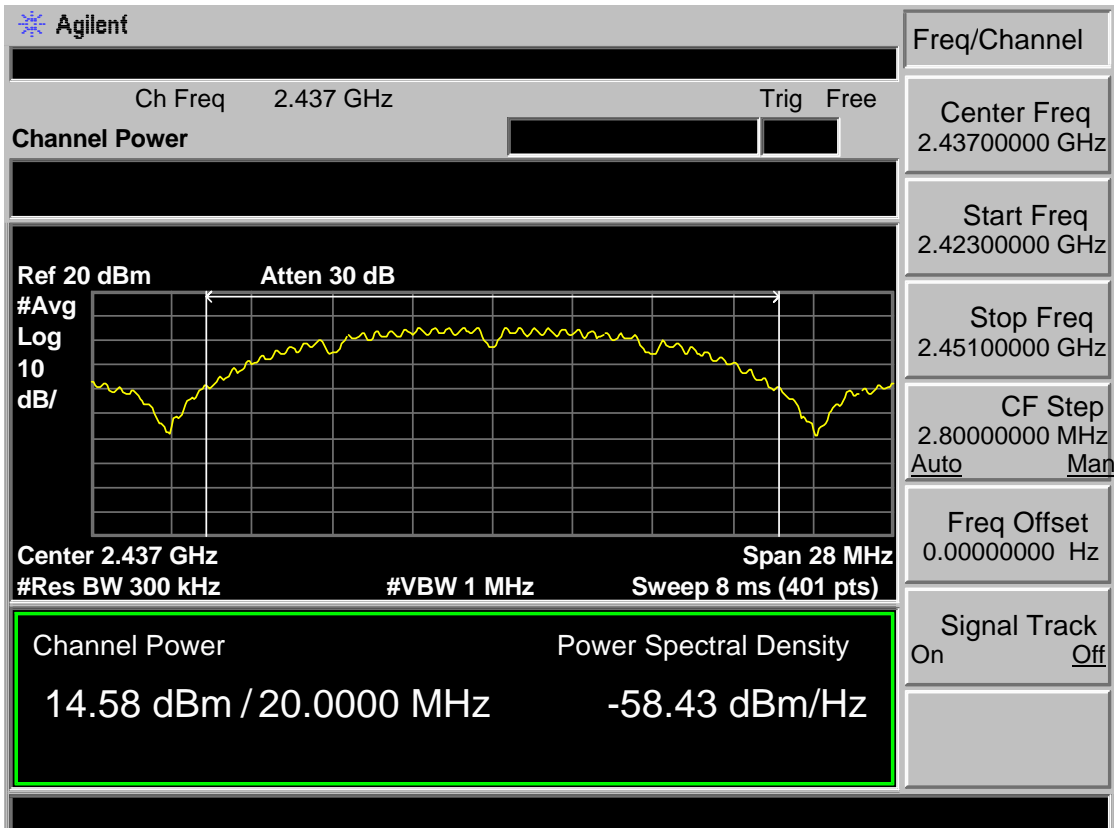 Agilent
Freq/Channel
Ch Freq 2.437 GHz Trig Free
Channel Power
Ref 20 dBm Atten 30 dB
#Avg
Log
10
dB/
Center 2.437 GHz Span 28 MHz
#Res BW 300 kHz #VBW 1 MHz Sweep 8 ms (401 pts)
Channel Power Power Spectral Density
14.58 dBm / 20.0000 MHz -58.43 dBm/Hz
Center Freq
2.43700000 GHz
Start Freq
2.42300000 GHz
Stop Freq
2.45100000 GHz
CF Step
2.80000000 MHz
Auto Man
Freq Offset
0.00000000 Hz
Signal Track
On Off